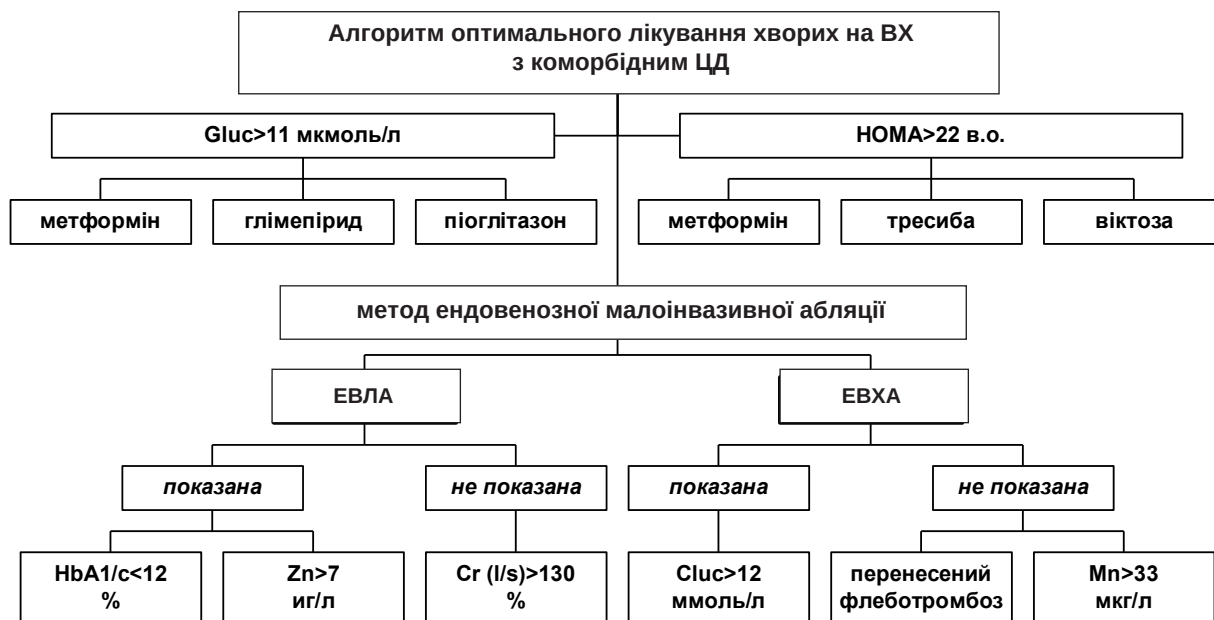 Алгоритм оптимального лікування хворих на ВХ
з коморбідним ЦД
Gluc>11 мкмоль/л
HOMA>22 в.о.
метформін
глімепірид
піоглітазон
метформін
тресиба
віктоза
метод ендовенозної малоінвазивної абляції
ЕВЛА
ЕВХА
показана
не показана
показана
не показана
HbA1/c<12
%
Zn>7
иг/л
Cr (l/s)>130
%
Cluc>12
ммоль/л
перенесений
флеботромбоз
Mn>33
мкг/л